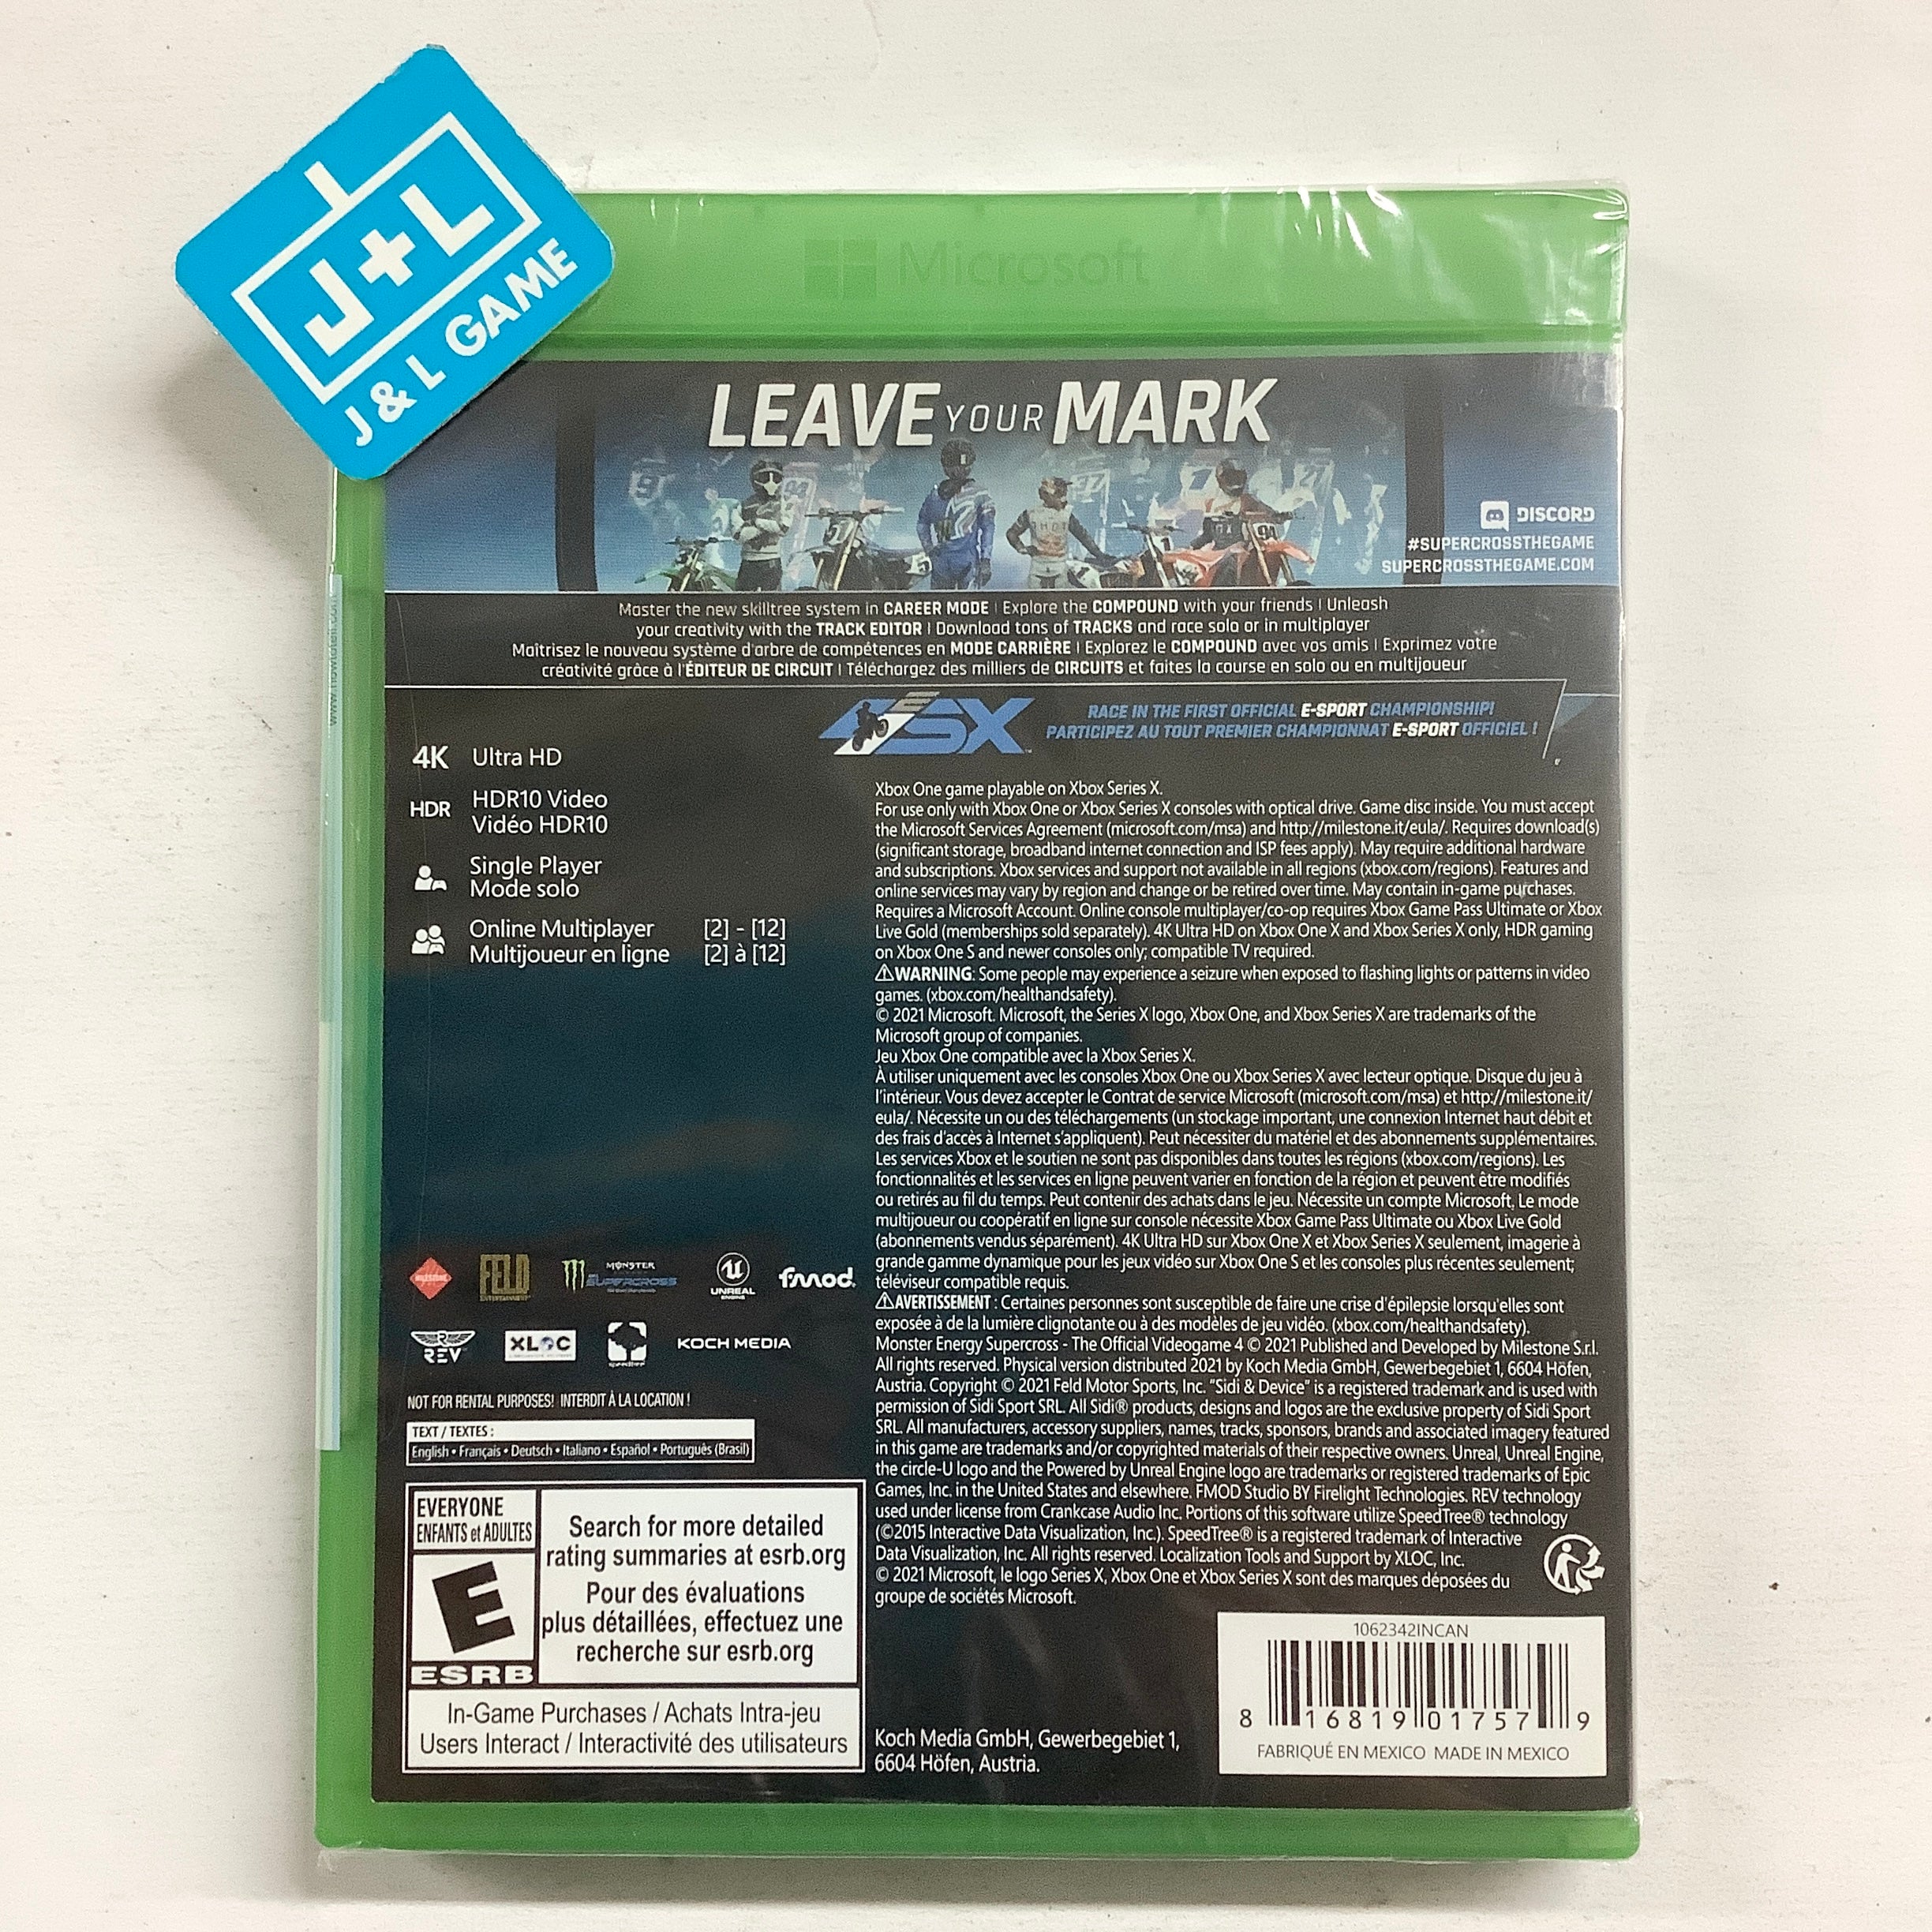 J+L
J & L GAME
Microsoft
LEAVE YOUR MARK
DISCORD
#SUPERCROSSTHEGAME
SUPERCROSSTHEGAME.COM
Master the new skilltree system in CAREER MODE | Explore the COMPOUND with your friends | Unleash
your creativity with the TRACK EDITOR | Download tons of TRACKS and race solo or in multiplayer
Maîtrisez le nouveau système d'arbre de compétences en MODE CARRIÈRE | Explorez le COMPOUND avec vos amis | Exprimez votre
créativité grâce à l'ÉDITEUR DE CIRCUIT | Téléchargez des milliers de CIRCUITS et faites la course en solo ou en multijoueur
SX
RACE IN THE FIRST OFFICIAL E-SPORT CHAMPIONSHIP!
PARTICIPEZ AU TOUT PREMIER CHAMPIONNAT E-SPORT OFFICIEL !
4K Ultra HD
HDR HDR10 Video
Vidéo HDR10
Single Player
Mode solo
Online Multiplayer [2] - [12]
Multijoueur en ligne [2] à [12]
Xbox One game playable on Xbox Series X.
For use only with Xbox One or Xbox Series X consoles with optical drive. Game disc inside. You must accept
the Microsoft Services Agreement (microsoft.com/msa) and http://milestone.it/eula/. Requires download(s)
(significant storage, broadband internet connection and ISP fees apply). May require additional hardware
and subscriptions. Xbox services and support not available in all regions (xbox.com/regions). Features and
online services may vary by region and change or be retired over time. May contain in-game purchases.
Requires a Microsoft Account. Online console multiplayer/co-op requires Xbox Game Pass Ultimate or Xbox
Live Gold (memberships sold separately). 4K Ultra HD on Xbox One X and Xbox Series X only, HDR gaming
on Xbox One S and newer consoles only; compatible TV required.
⚠WARNING: Some people may experience a seizure when exposed to flashing lights or patterns in video
games. (xbox.com/healthandsafety).
© 2021 Microsoft. Microsoft, the Series X logo, Xbox One, and Xbox Series X are trademarks of the
Microsoft group of companies.
Jeu Xbox One compatible avec la Xbox Series X.
À utiliser uniquement avec les consoles Xbox One ou Xbox Series X avec lecteur optique. Disque du jeu à
l'intérieur. Vous devez accepter le Contrat de service Microsoft (microsoft.com/msa) et http://milestone.it/
eula/. Nécessite un ou des téléchargements (un stockage important, une connexion Internet haut débit et
des frais d'accès à Internet s'appliquent). Peut nécessiter du matériel et des abonnements supplémentaires.
Les services Xbox et le soutien ne sont pas disponibles dans toutes les régions (xbox.com/regions). Les
fonctionnalités et les services en ligne peuvent varier en fonction de la région et peuvent être modifiés
ou retirés au fil du temps. Peut contenir des achats dans le jeu. Nécessite un compte Microsoft, Le mode
multijoueur ou coopératif en ligne sur console nécessite Xbox Game Pass Ultimate ou Xbox Live Gold
(abonnements vendus séparément). 4K Ultra HD sur Xbox One X et Xbox Series X seulement, imagerie à
grande gamme dynamique pour les jeux vidéo sur Xbox One S et les consoles plus récentes seulement;
téléviseur compatible requis.
⚠AVERTISSEMENT : Certaines personnes sont susceptible de faire une crise d'épilepsie lorsqu'elles sont
exposée à de la lumière clignotante ou à des modèles de jeu vidéo. (xbox.com/healthandsafety).
Monster Energy Supercross - The Official Videogame 4 © 2021 Published and Developed by Milestone S.r.l.
All rights reserved. Physical version distributed 2021 by Koch Media GmbH, Gewerbegebiet 1, 6604 Höfen,
Austria. Copyright © 2021 Feld Motor Sports, Inc. "Sidi & Device" is a registered trademark and is used with
permission of Sidi Sport SRL. All Sidi® products, designs and logos are the exclusive property of Sidi Sport
SRL. All manufacturers, accessory suppliers, names, tracks, sponsors, brands and associated imagery featured
in this game are trademarks and/or copyrighted materials of their respective owners. Unreal, Unreal Engine,
the circle-U logo and the Powered by Unreal Engine logo are trademarks or registered trademarks of Epic
Games, Inc. in the United States and elsewhere. FMOD Studio BY Firelight Technologies. REV technology
used under license from Crankcase Audio Inc. Portions of this software utilize SpeedTree® technology
(©2015 Interactive Data Visualization, Inc.). SpeedTree® is a registered trademark of Interactive
Data Visualization, Inc. All rights reserved. Localization Tools and Support by XLOC, Inc.
© 2021 Microsoft, le logo Series X, Xbox One et Xbox Series X sont des marques déposées du
groupe de sociétés Microsoft.
MILESTONE
FELD
ENTERTAINMENT
MONSTER
SUPERCROSS
UNREAL
ENGINE
fmod
REV
XLOC
KOCH MEDIA
NOT FOR RENTAL PURPOSES! INTERDIT À LA LOCATION !
TEXT / TEXTES :
English • Français • Deutsch • Italiano • Español • Português (Brasil)
EVERYONE
ENFANTS et ADULTES
E
ESRB
Search for more detailed
rating summaries at esrb.org
Pour des évaluations
plus détaillées, effectuez une
recherche sur esrb.org
In-Game Purchases / Achats Intra-jeu
Users Interact / Interactivité des utilisateurs
Koch Media GmbH, Gewerbegebiet 1,
6604 Höfen, Austria.
1062342INCAN
8 16819 01757 9
FABRIQUÉ EN MEXICO MADE IN MEXICO